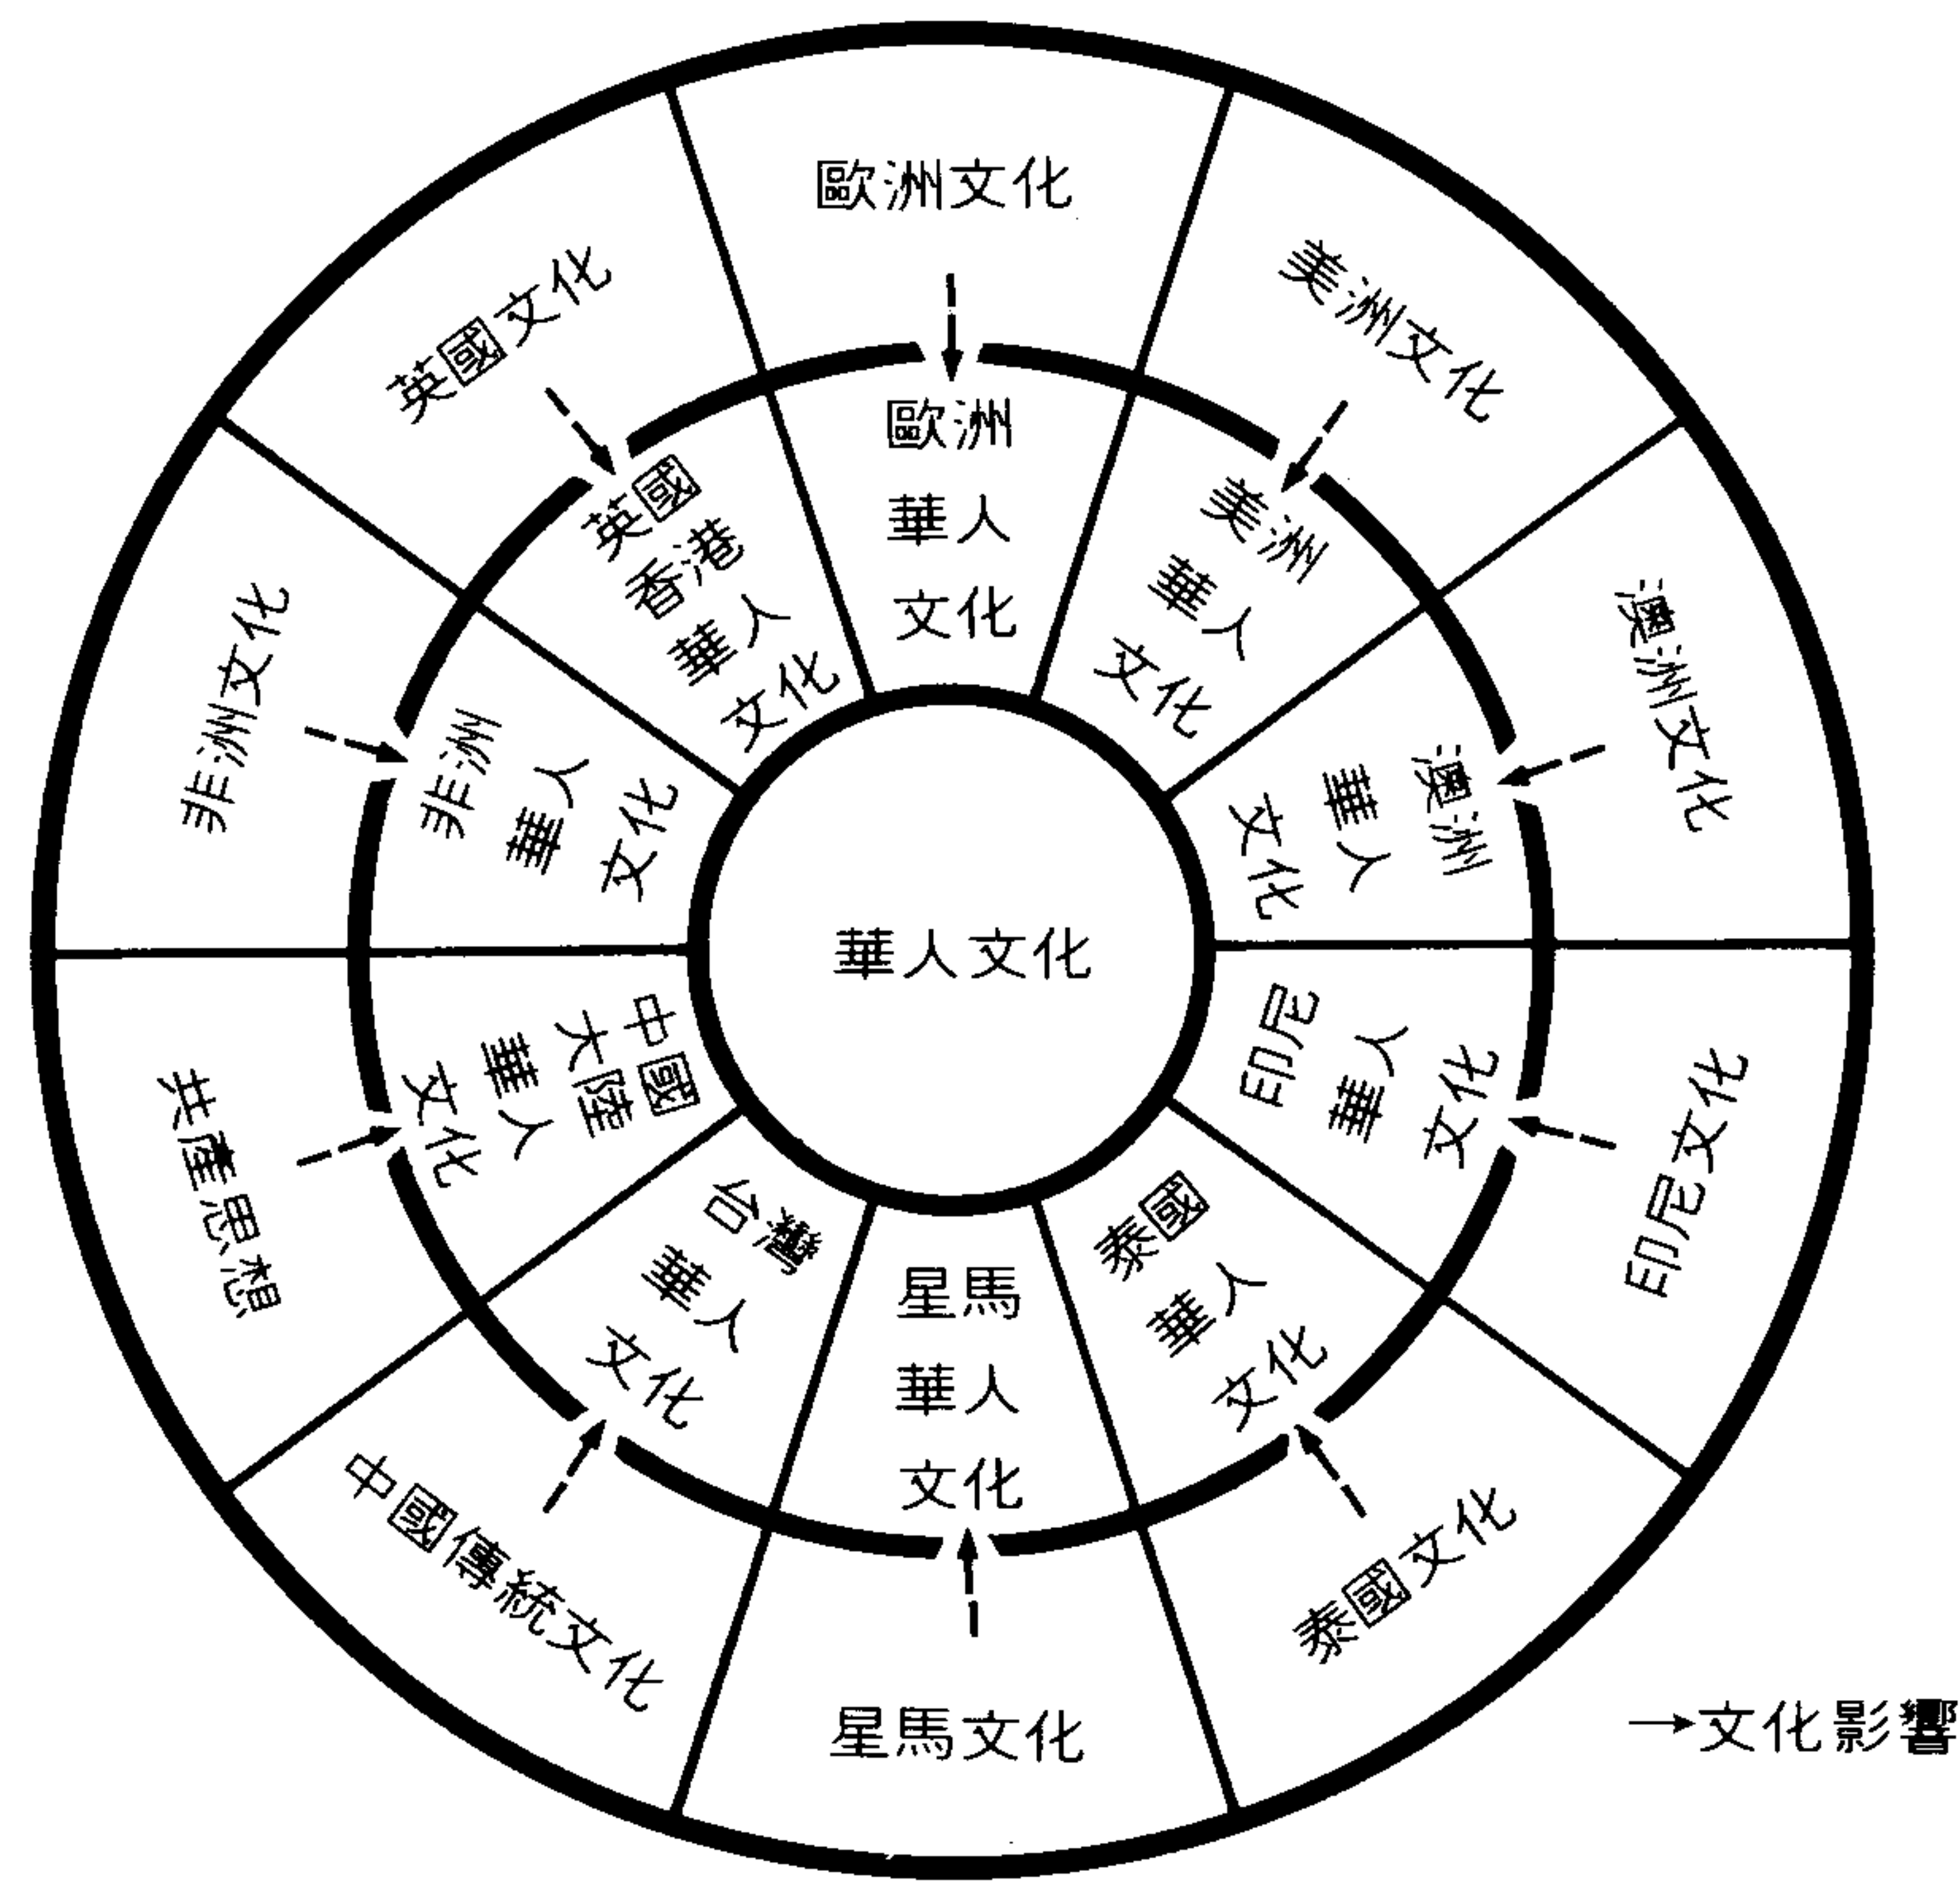 歐洲文化
美洲文化
澳洲文化
印尼文化
泰國文化
星馬文化
中國傳統文化
共產思想
非洲文化
英國文化
歐洲
華人
文化
美洲
華人
文化
澳洲
華人
文化
印尼
華人
文化
泰國
華人
文化
星馬
華人
文化
台灣
華人
文化
中國
大陸
華人
文化
非洲
華人
文化
英國
香港
華人
文化
華人文化
→文化影響